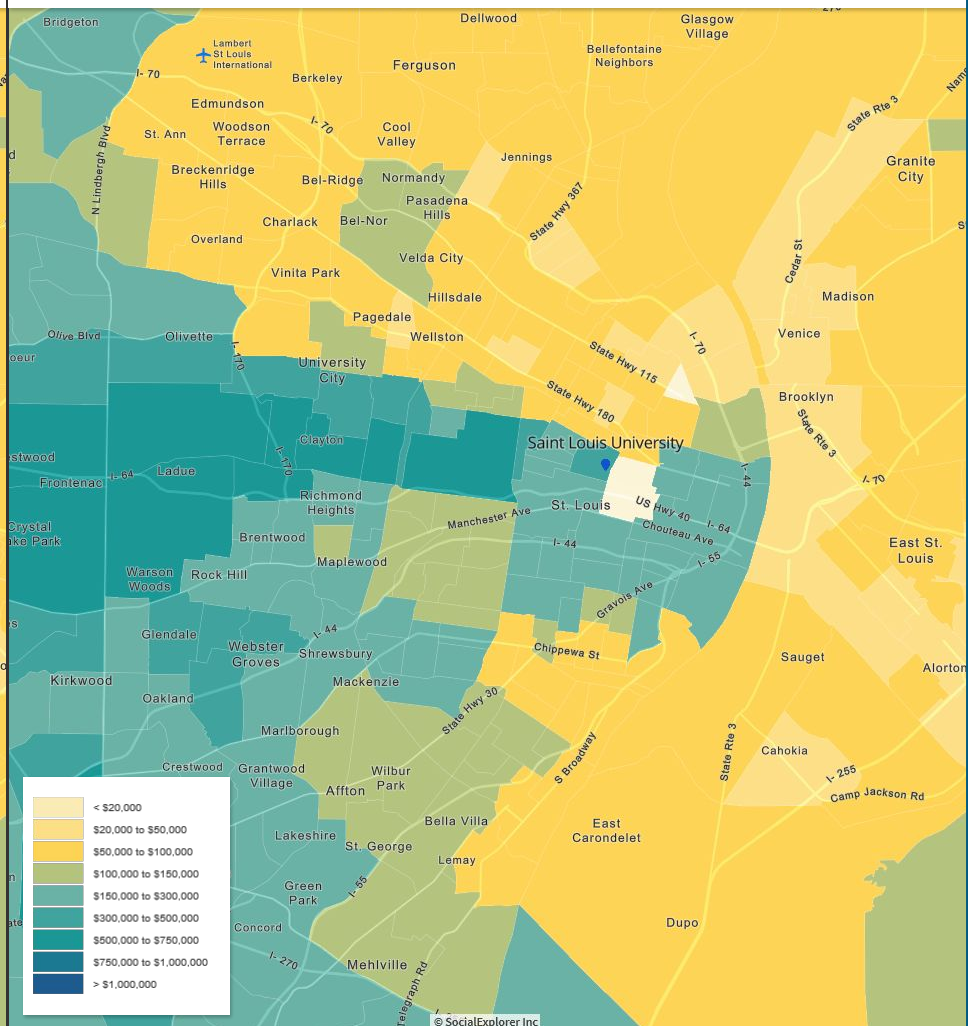 Bridgeton
Dellwood
Glasgow
Village
Lambert
St Louis
International
Bellefontaine
Neighbors
Ferguson
I- 70
Berkeley
Edmundson
State Rte 3
St. Ann
Woodson
Terrace
I- 70
Cool
Valley
Jennings
Granite
City
N Lindbergh Blvd
Breckenridge
Hills
Bel-Ridge
Normandy
Pasadena
Hills
State Hwy 367
Charlack
Bel-Nor
Overland
Velda City
Cedar St
Vinita Park
Hillsdale
Madison
Pagedale
Olive Blvd
Olivette
Wellston
I- 70
Venice
oeur
I- 170
University
City
State Hwy 115
State Hwy 180
Brooklyn
State Rte 3
Clayton
Saint Louis University
estwood
I- 170
Frontenac
I- 64
Ladue
I- 44
I- 70
Richmond
Heights
St. Louis
US Hwy 40
Manchester Ave
I- 64
Crystal
ake Park
Chouteau Ave
Brentwood
I- 44
East St.
Louis
Maplewood
I- 55
Warson
Woods
Rock Hill
Gravois Ave
Glendale
I- 44
Webster
Groves
Shrewsbury
Chippewa St
Sauget
Alorton
Kirkwood
Mackenzie
Oakland
State Hwy 30
Marlborough
State Rte 3
Cahokia
S Broadway
Crestwood
Grantwood
Village
Wilbur
Park
I- 255
Affton
Camp Jackson Rd
Bella Villa
East
Carondelet
Lakeshire
St. George
Lemay
Green
Park
I- 55
Concord
Dupo
I- 270
Mehlville
Telegraph Rd
< $20,000
$20,000 to $50,000
$50,000 to $100,000
$100,000 to $150,000
$150,000 to $300,000
$300,000 to $500,000
$500,000 to $750,000
$750,000 to $1,000,000
> $1,000,000
© SocialExplorer Inc